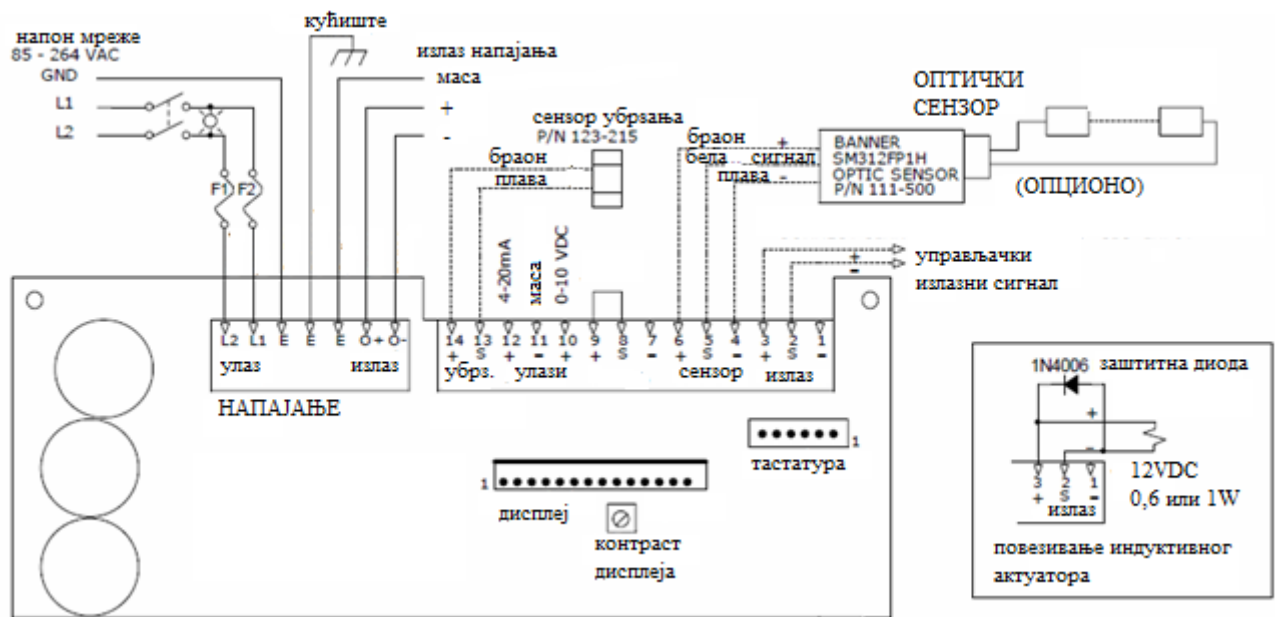 напон мреже
85 - 264 VAC
GND
L1
L2
кућиште
излаз напајања
маса
+
-
F1 F2
сензор убрзања
P/N 123-215
браон
плава
браон +
бела сигнал
плава -
ОПТИЧКИ
СЕНЗОР
BANNER
SM312FP1H
OPTIC SENSOR
P/N 111-500
(ОПЦИОНО)
4-20mA
маса
0-10 VDC
+
-
управљачки
излазни сигнал
L2 L1 E E E O+ O-
улаз излаз
НАПАЈАЊЕ
14 13 12 11 10 9 8 7 6 5 4 3 2 1
+ S + - + + S - + S - + S -
убрз. улази сензор излаз
1
тастатура
1
дисплеј
контраст
дисплеја
1N4006 заштитна диода
+
-
3 2 1
+ S -
излаз
12VDC
0,6 или 1W
повезивање индуктивног
актуатора